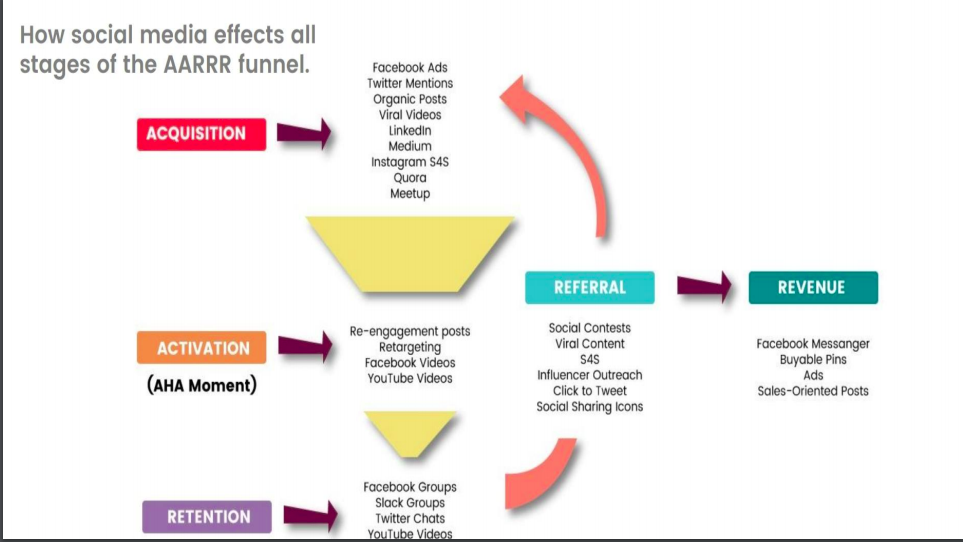 How social media effects all
stages of the AARRR funnel.
ACQUISITION
Facebook Ads
Twitter Mentions
Organic Posts
Viral Videos
LinkedIn
Medium
Instagram S4S
Quora
Meetup
REFERRAL
Social Contests
Viral Content
S4S
Influencer Outreach
Click to Tweet
Social Sharing Icons
REVENUE
Facebook Messanger
Buyable Pins
Ads
Sales-Oriented Posts
ACTIVATION
(AHA Moment)
Re-engagement posts
Retargeting
Facebook Videos
YouTube Videos
RETENTION
Facebook Groups
Slack Groups
Twitter Chats
YouTube Videos